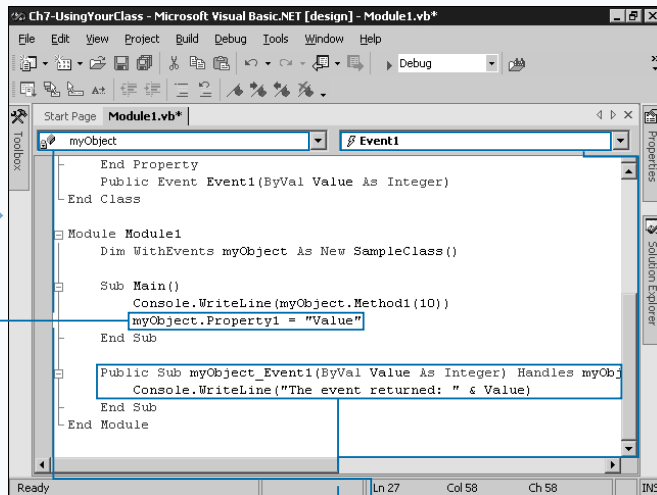 Ch7-UsingYourClass - Microsoft Visual Basic.NET [design] - Module1.vb*
File Edit View Project Build Debug Tools Window Help
Debug
Start Page Module1.vb*
Toolbox
myObject Event1
Properties
Solution Explorer
End Property
Public Event Event1(ByVal Value As Integer)
End Class
Module Module1
Dim WithEvents myObject As New SampleClass()
Sub Main()
Console.WriteLine(myObject.Method1(10))
myObject.Property1 = "Value"
End Sub
Public Sub myObject_Event1(ByVal Value As Integer) Handles myObj
Console.WriteLine("The event returned: " & Value)
End Sub
End Module
Ready Ln 27 Col 58 Ch 58 INS